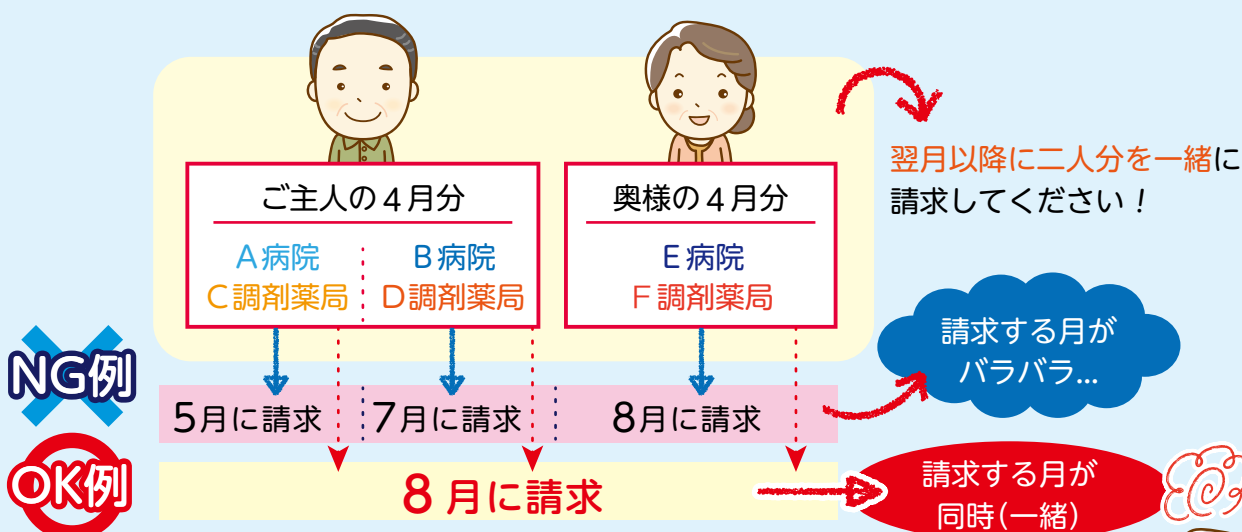 翌月以降に二人分を一緒に
請求してください！
ご主人の４月分
奥様の４月分
A病院
B病院
E病院
C調剤薬局
D調剤薬局
F調剤薬局
請求する月が
バラバラ...
NG例
5月に請求
7月に請求
8月に請求
OK例
8月に請求
請求する月が
同時(一緒)